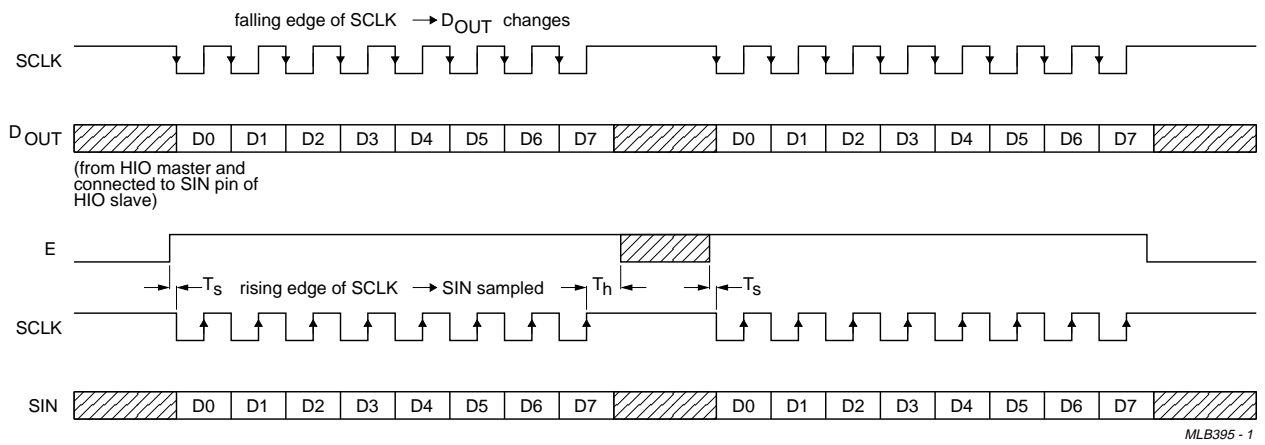 falling edge of SCLK → DOUT changes
SCLK
DOUT D0 D1 D2 D3 D4 D5 D6 D7 D0 D1 D2 D3 D4 D5 D6 D7
(from HIO master and
connected to SIN pin of
HIO slave)
E
Ts rising edge of SCLK → SIN sampled Th Ts
SCLK
SIN D0 D1 D2 D3 D4 D5 D6 D7 D0 D1 D2 D3 D4 D5 D6 D7
MLB395 - 1